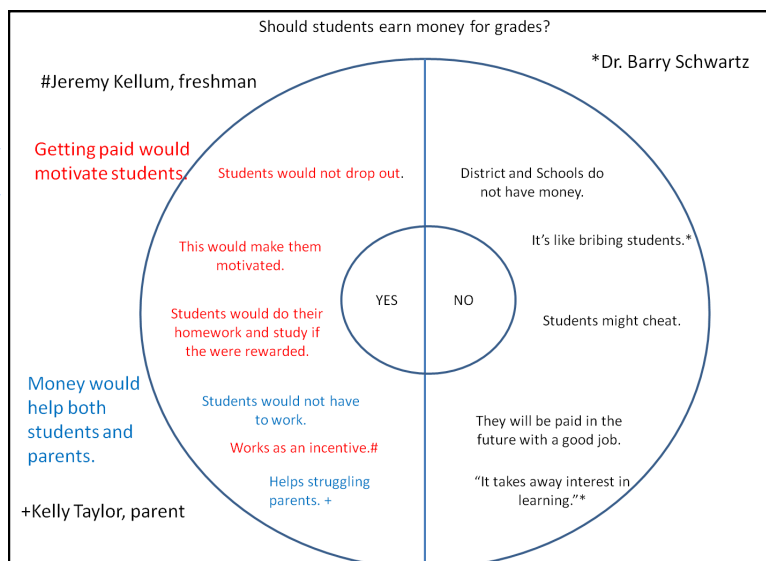 Should students earn money for grades?
*Dr. Barry Schwartz
#Jeremy Kellum, freshman
Getting paid would
motivate students.
Students would not drop out.
District and Schools do
not have money.
It's like bribing students.*
This would make them
motivated.
YES
NO
Students would do their
homework and study if
the were rewarded.
Students might cheat.
Money would
help both
students and
parents.
Students would not have
to work.
They will be paid in the
future with a good job.
Works as an incentive.#
Helps struggling
parents. +
“It takes away interest in
learning.”*
+Kelly Taylor, parent